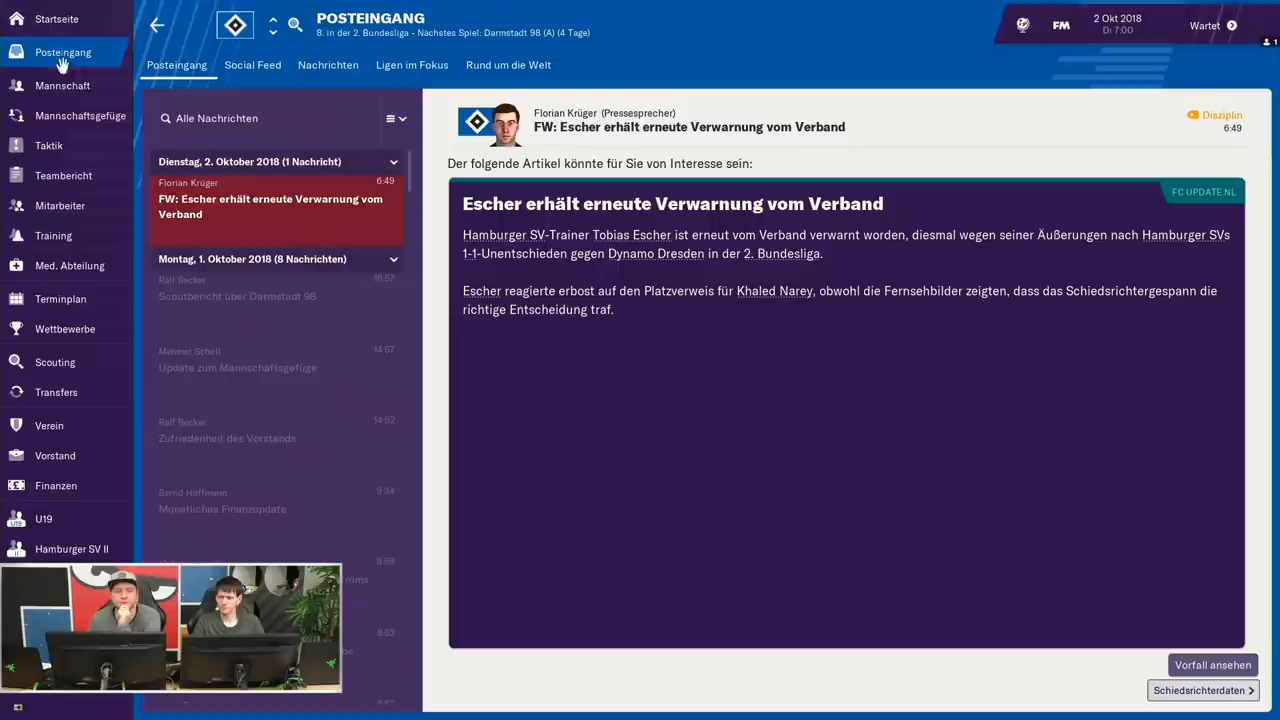 Startseite
Posteingang
Mannschaft
Mannschaftsgefüge
Taktik
Teambericht
Mitarbeiter
Training
Med. Abteilung
Terminplan
Wettbewerbe
Scouting
Transfers
Verein
Vorstand
Finanzen
U19
U19
Hamburger SV II
POSTEINGANG
8. in der 2. Bundesliga - Nächstes Spiel: Darmstadt 98 (A) (4 Tage)
FM
2 Okt 2018
Di 7:00
Wartet
1
Posteingang
Social Feed
Nachrichten
Ligen im Fokus
Rund um die Welt
Alle Nachrichten
Dienstag, 2. Oktober 2018 (1 Nachricht)
Florian Krüger 6:49
FW: Escher erhält erneute Verwarnung vom
Verband
Montag, 1. Oktober 2018 (8 Nachrichten)
Ralf Becker 16:57
Scoutbericht über Darmstadt 98
Mehmet Scholl 14:57
Update zum Mannschaftsgefüge
Ralf Becker 14:52
Zufriedenheit des Vorstands
Bernd Hoffmann 9:34
Monatliches Finanzupdate
8:59
8:52
Florian Krüger (Pressesprecher)
FW: Escher erhält erneute Verwarnung vom Verband
Disziplin
6:49
Der folgende Artikel könnte für Sie von Interesse sein:
FC UPDATE.NL
Escher erhält erneute Verwarnung vom Verband
Hamburger SV-Trainer Tobias Escher ist erneut vom Verband verwarnt worden, diesmal wegen seiner Äußerungen nach Hamburger SVs
1-1-Unentschieden gegen Dynamo Dresden in der 2. Bundesliga.
Escher reagierte erbost auf den Platzverweis für Khaled Narey, obwohl die Fernsehbilder zeigten, dass das Schiedsrichtergespann die
richtige Entscheidung traf.
Vorfall ansehen
Schiedsrichterdaten